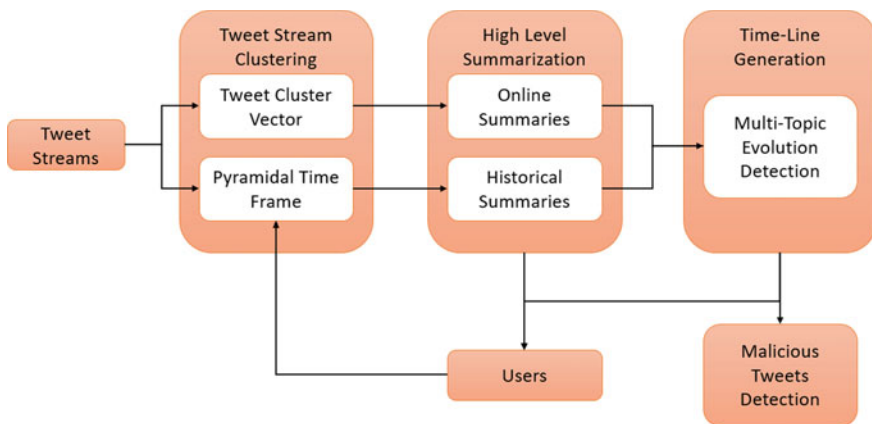 Tweet Stream
Clustering
High Level
Summarization
Time-Line
Generation
Tweet Cluster
Vector
Online
Summaries
Tweet
Streams
Multi-Topic
Evolution
Detection
Pyramidal Time
Frame
Historical
Summaries
Users
Malicious
Tweets
Detection